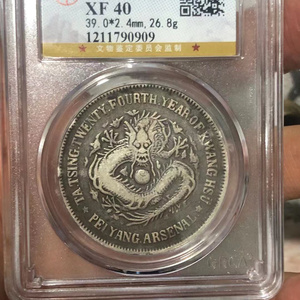 XF 40
39.0*2.4mm,26.8g
1211790909
文物鉴定委员会监制
TA.TSING.TWENTY.FOURTH.YEAR.OF.KWANG.HSU
PEI YANG.ARSENAL